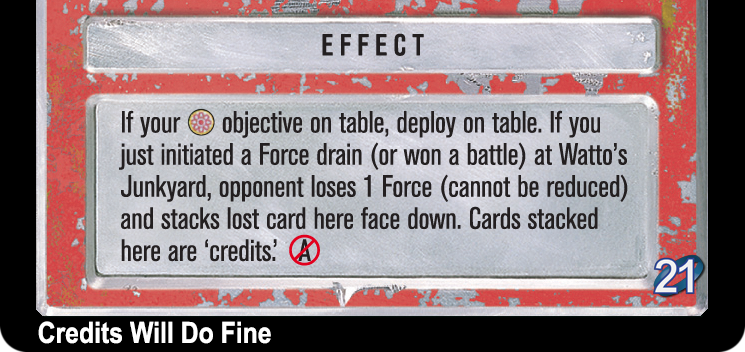 EFFECT
If your objective on table, deploy on table. If you
just initiated a Force drain (or won a battle) at Watto's
Junkyard, opponent loses 1 Force (cannot be reduced)
and stacks lost card here face down. Cards stacked
here are ‘credits.’ A
21
Credits Will Do Fine